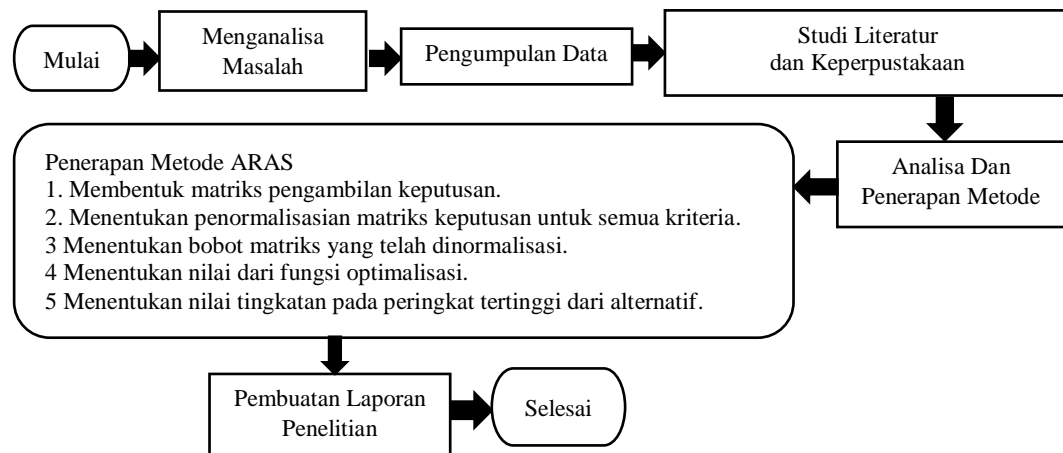 Mulai
Menganalisa
Masalah
Pengumpulan Data
Studi Literatur
dan Keperpustakaan
Analisa Dan
Penerapan Metode
Penerapan Metode ARAS
1. Membentuk matriks pengambilan keputusan.
2. Menentukan penormalisasian matriks keputusan untuk semua kriteria.
3 Menentukan bobot matriks yang telah dinormalisasi.
4 Menentukan nilai dari fungsi optimalisasi.
5 Menentukan nilai tingkatan pada peringkat tertinggi dari alternatif.
Pembuatan Laporan
Penelitian
Selesai